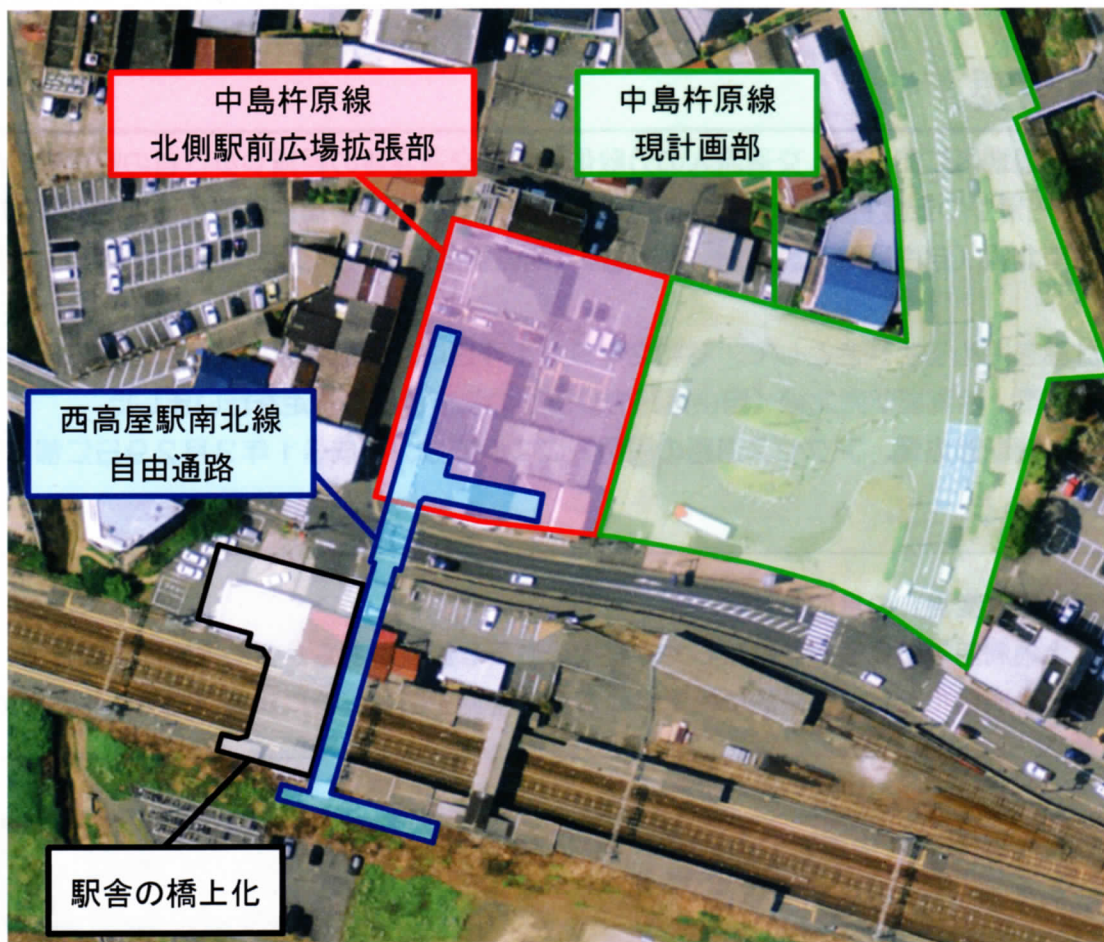 中島杵原線
北側駅前広場拡張部
中島杵原線
現計画部
西高屋駅南北線
自由通路
駅舎の橋上化